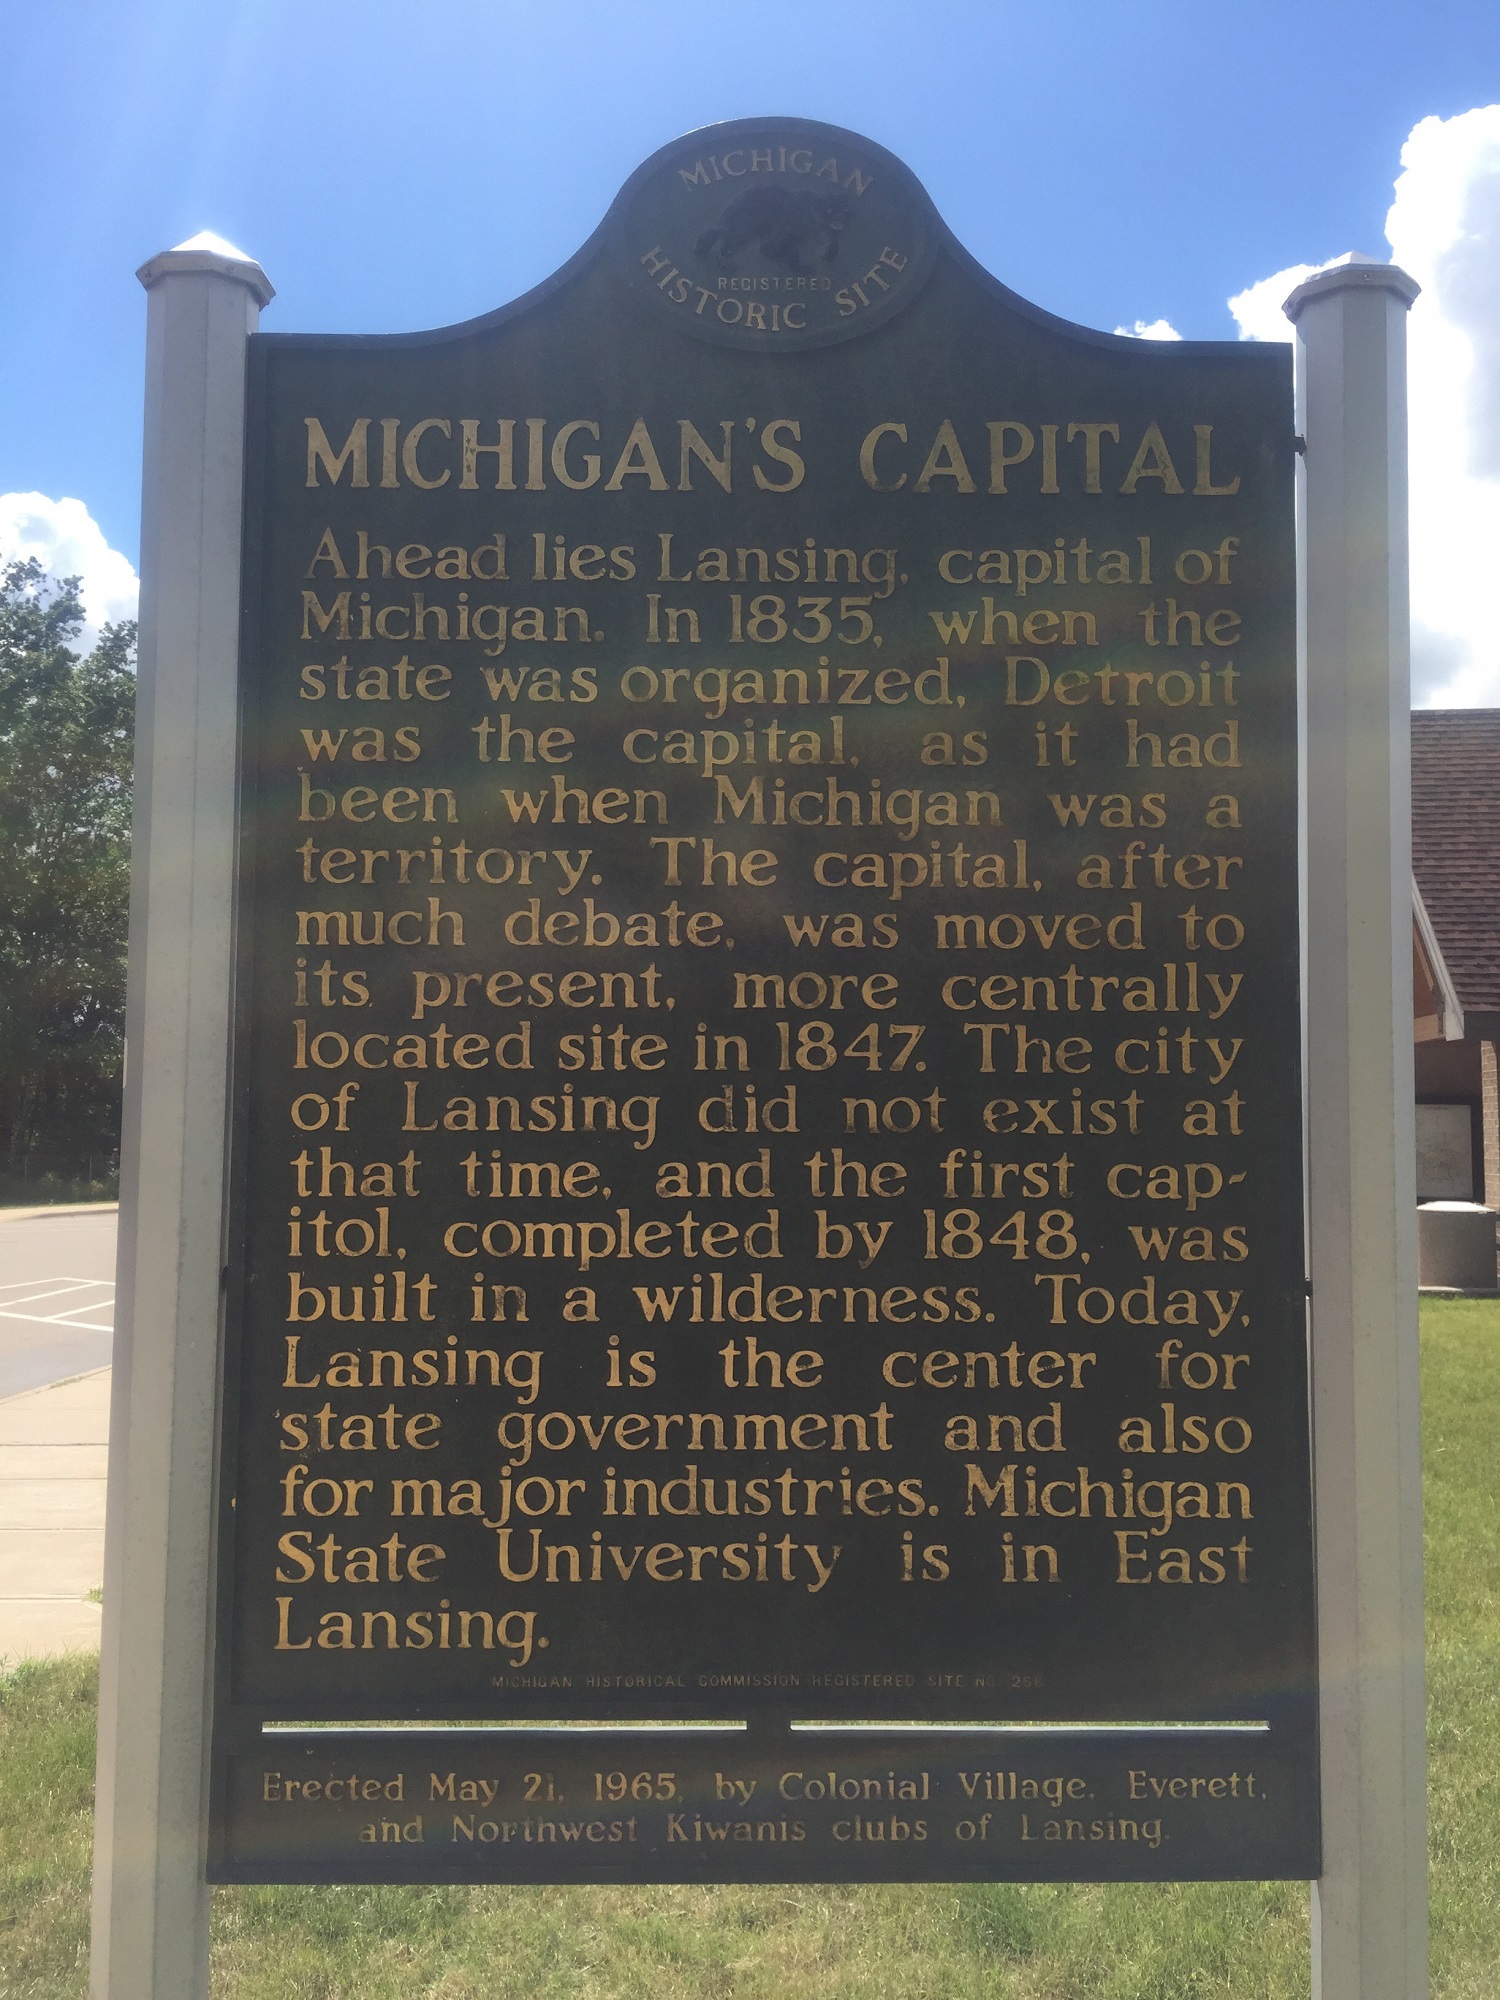 MICHIGAN
REGISTERED
HISTORIC SITE
MICHIGAN'S CAPITAL
Ahead lies Lansing, capital of
Michigan. In 1835, when the
state was organized, Detroit
was the capital, as it had
been when Michigan was a
territory. The capital, after
much debate, was moved to
its present, more centrally
located site in 1847. The city
of Lansing did not exist at
that time, and the first cap-
itol, completed by 1848, was
built in a wilderness. Today,
Lansing is the center for
state government and also
for major industries. Michigan
State University is in East
Lansing.
MICHIGAN HISTORICAL COMMISSION REGISTERED SITE NO. 268
Erected May 21, 1965, by Colonial Village, Everett,
and Northwest Kiwanis clubs of Lansing.